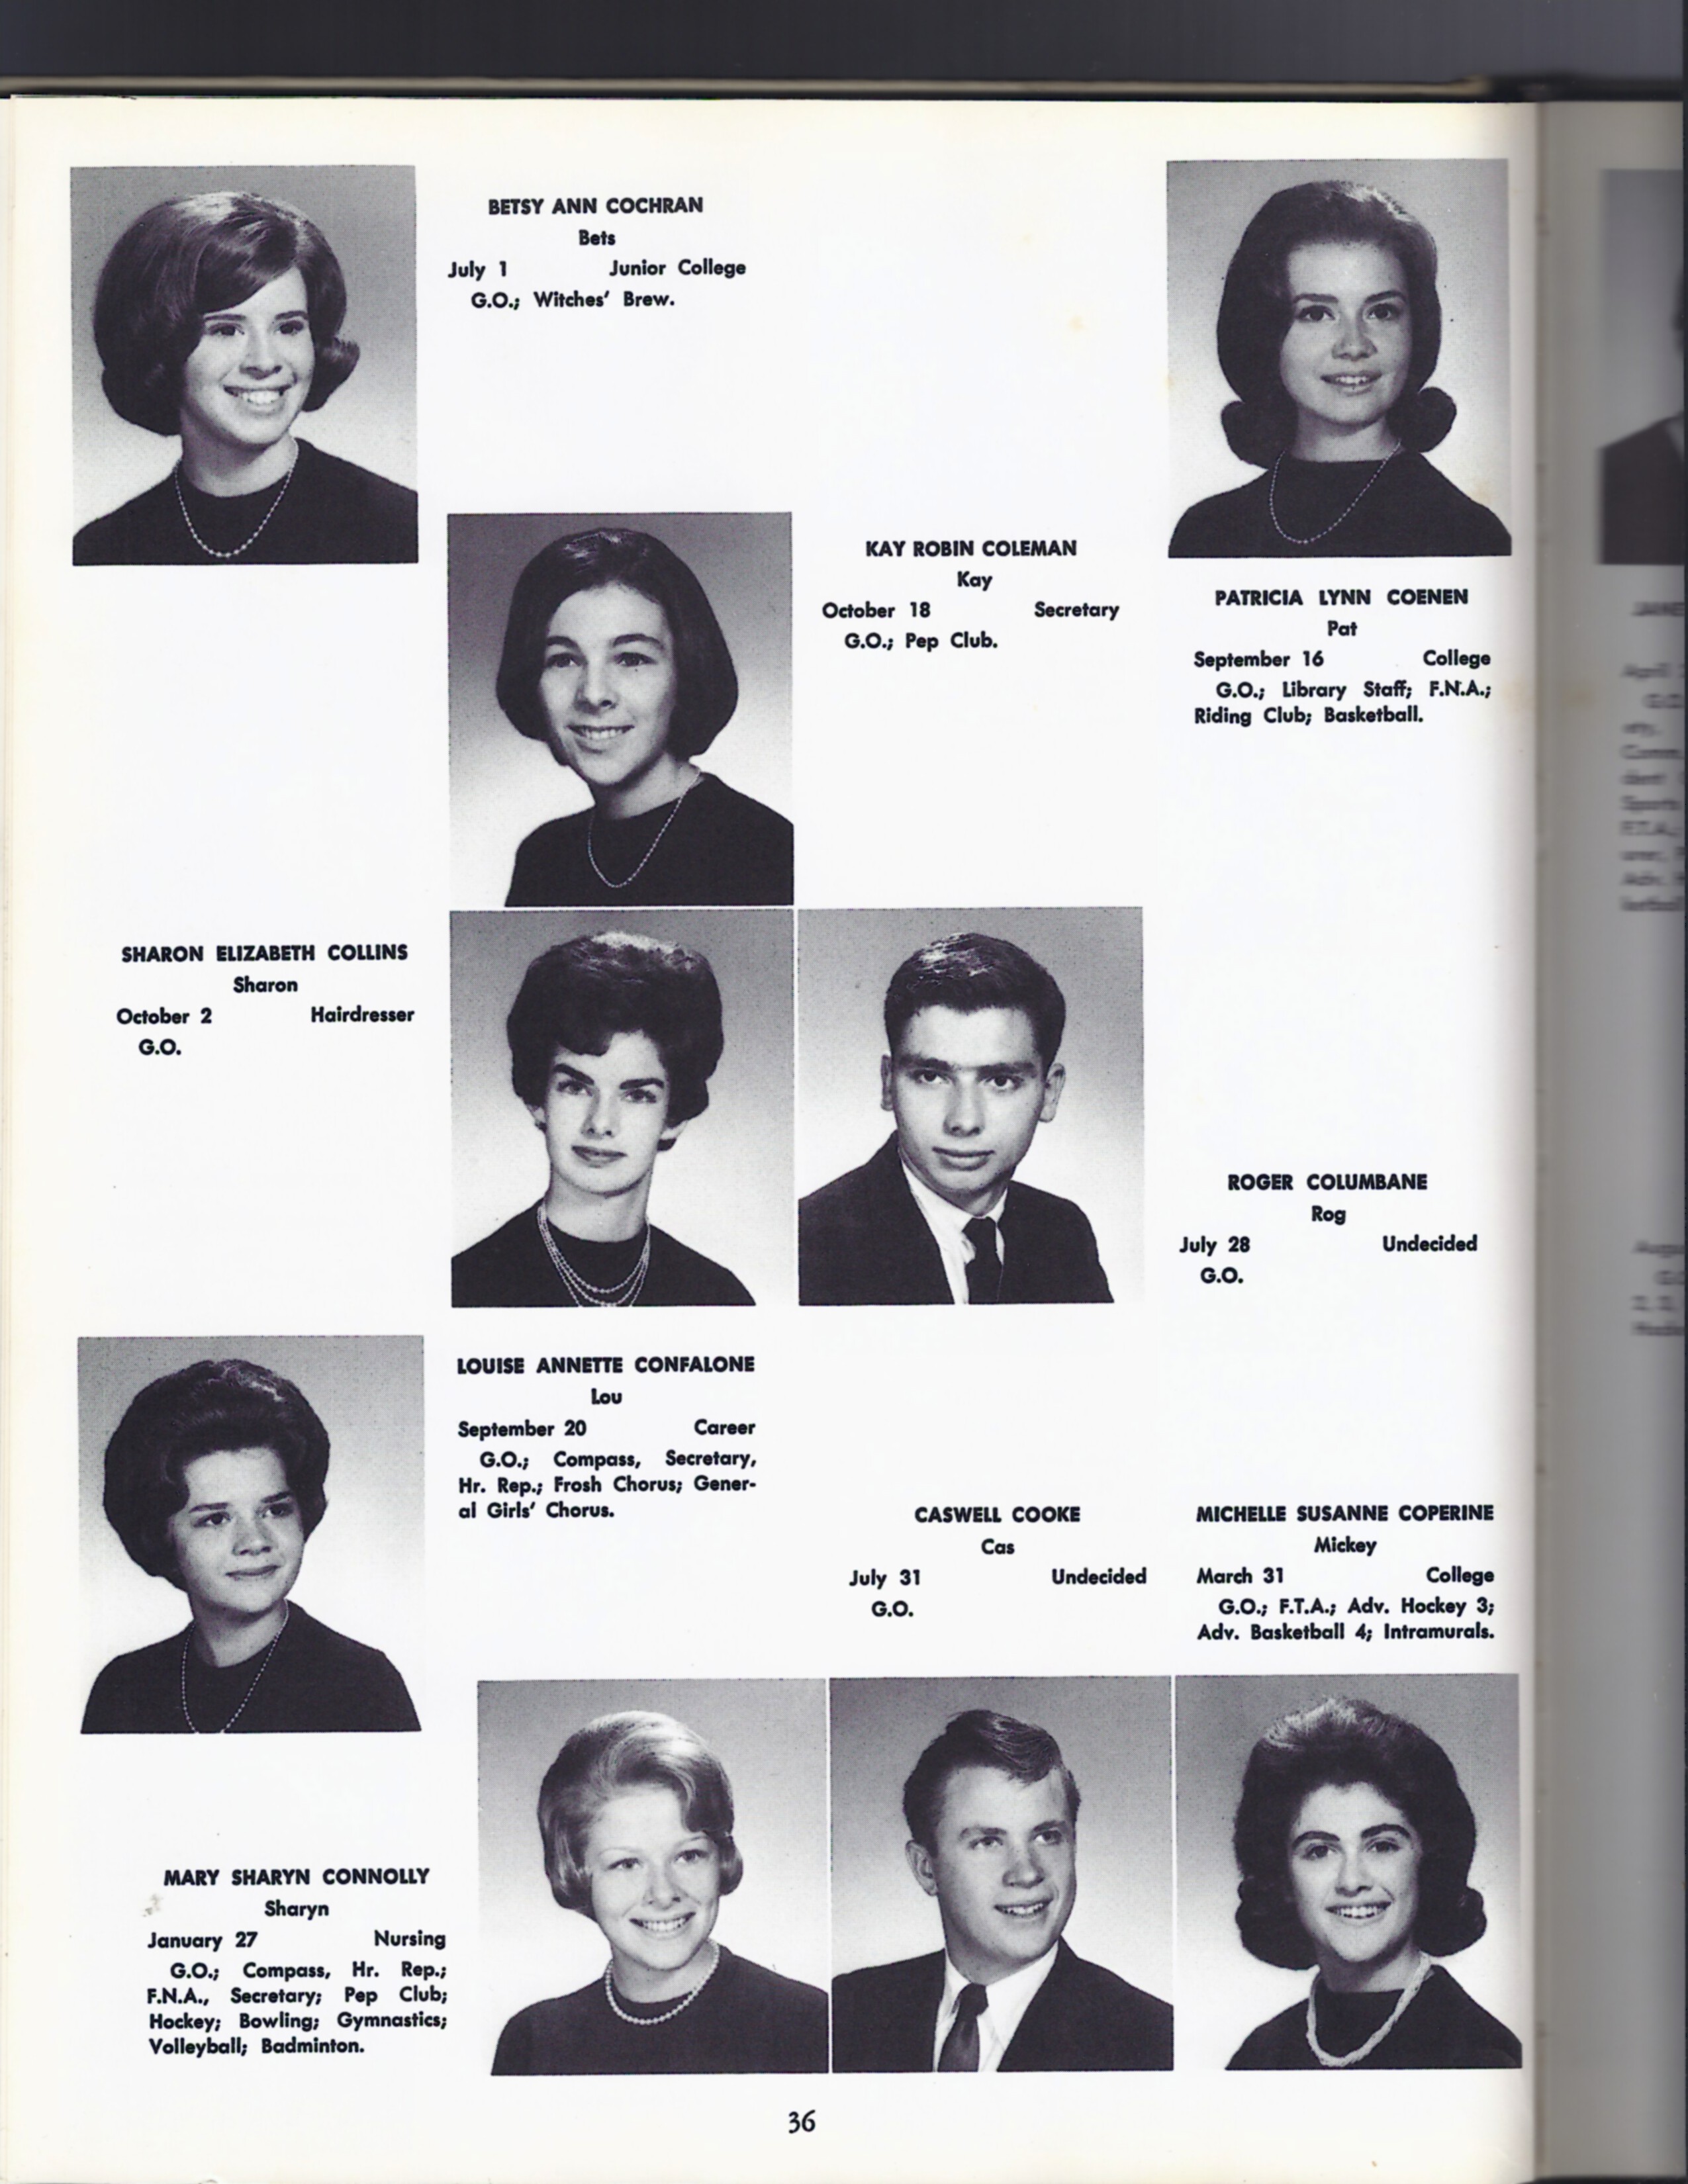 BETSY ANN COCHRAN
Bets
July 1 Junior College
G.O.; Witches' Brew.
KAY ROBIN COLEMAN
Kay
October 18 Secretary
G.O.; Pep Club.
PATRICIA LYNN COENEN
Pat
September 16 College
G.O.; Library Staff; F.N.A.;
Riding Club; Basketball.
SHARON ELIZABETH COLLINS
Sharon
October 2 Hairdresser
G.O.
ROGER COLUMBANE
Rog
July 28 Undecided
G.O.
LOUISE ANNETTE CONFALONE
Lou
September 20 Career
G.O.; Compass, Secretary,
Hr. Rep.; Frosh Chorus; Gener-
al Girls' Chorus.
CASWELL COOKE
Cas
July 31 Undecided
G.O.
MICHELLE SUSANNE COPERINE
Mickey
March 31 College
G.O.; F.T.A.; Adv. Hockey 3;
Adv. Basketball 4; Intramurals.
MARY SHARYN CONNOLLY
Sharyn
January 27 Nursing
G.O.; Compass, Hr. Rep.;
F.N.A., Secretary; Pep Club;
Hockey; Bowling; Gymnastics;
Volleyball; Badminton.
36